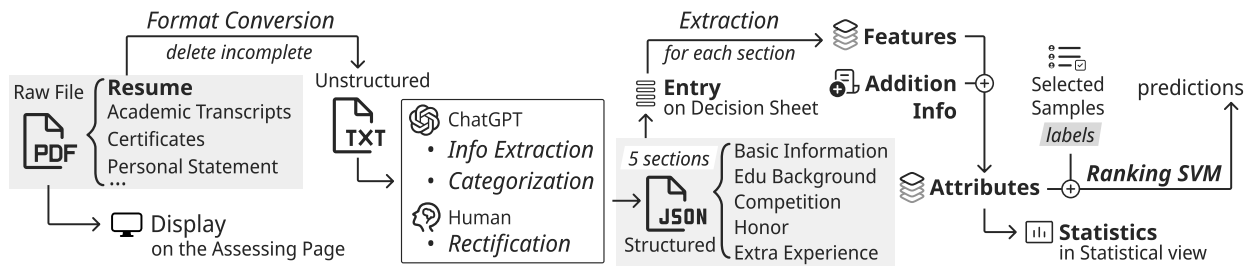 Format Conversion
delete incomplete
Raw File
PDF
Resume
Academic Transcripts
Certificates
Personal Statement
...
Display
on the Assessing Page
Unstructured
TXT
ChatGPT
• Info Extraction
• Categorization
Human
• Rectification
Extraction
for each section
Entry
on Decision Sheet
5 sections
JSON
Structured
Basic Information
Edu Background
Competition
Honor
Extra Experience
Features
Addition
Info
Attributes
Selected
Samples
labels
Ranking SVM
predictions
Statistics
in Statistical view